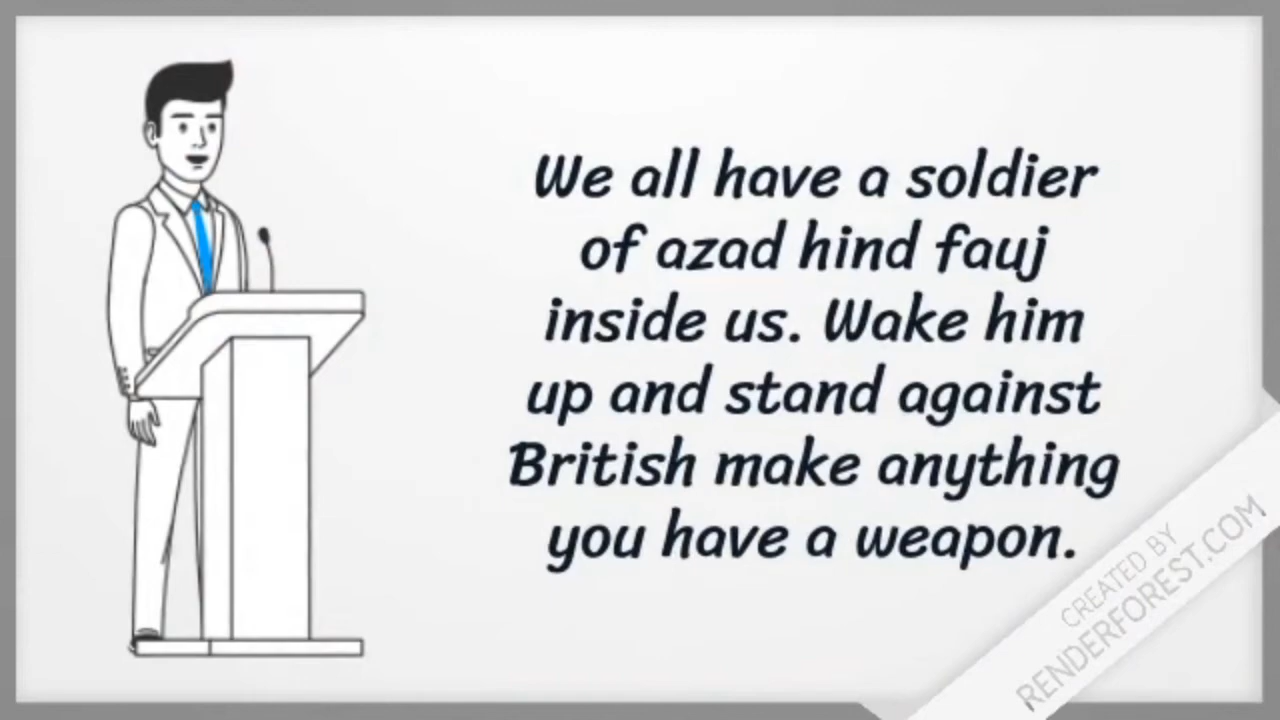 We all have a soldier
of azad hind fauj
inside us. Wake him
up and stand against
British make anything
you have a weapon.
CREATED BY
RENDERFOREST.COM